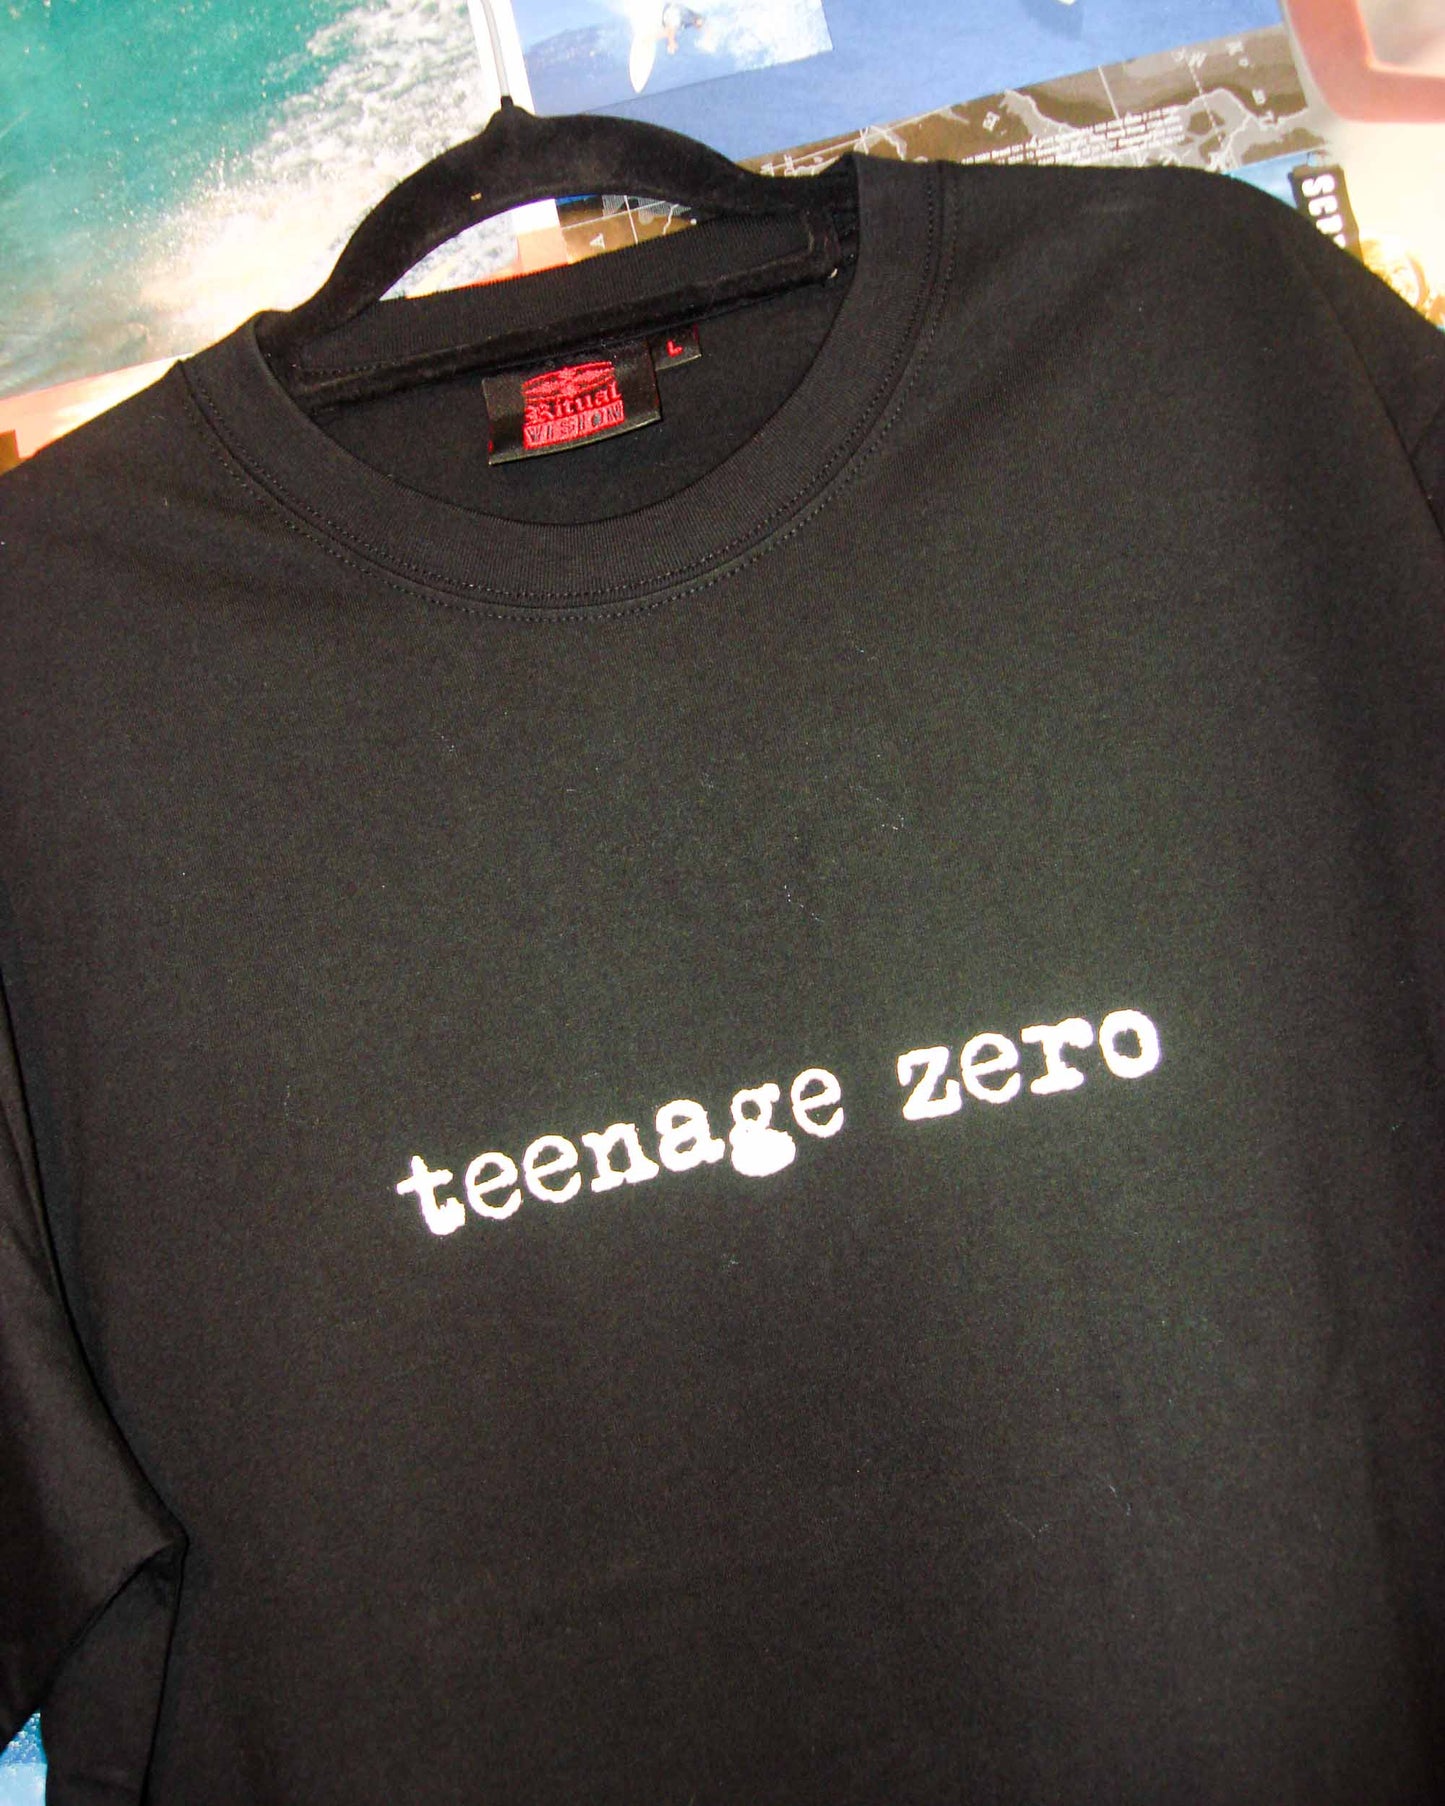 L
Ritual
VISION
teenage zero